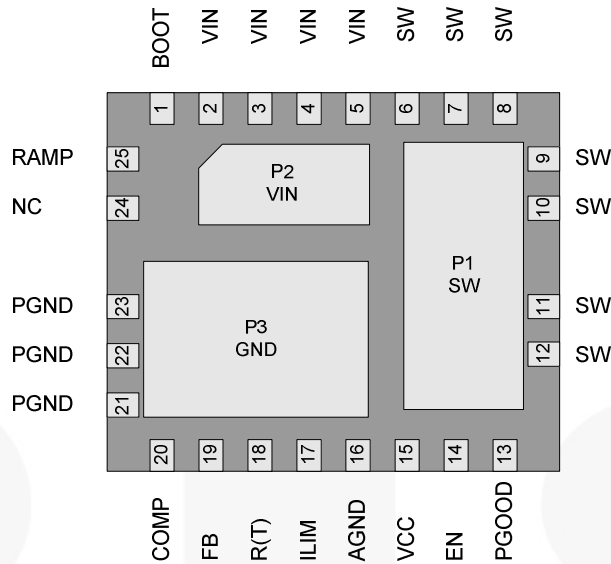 BOOT VIN VIN VIN VIN SW SW SW
1 2 3 4 5 6 7 8
RAMP 25
NC 24
PGND 23
PGND 22
PGND 21
P2
VIN
P1
SW
P3
GND
9 SW
10 SW
11 SW
12 SW
20 19 18 17 16 15 14 13
COMP FB R(T) ILIM AGND VCC EN PGOOD